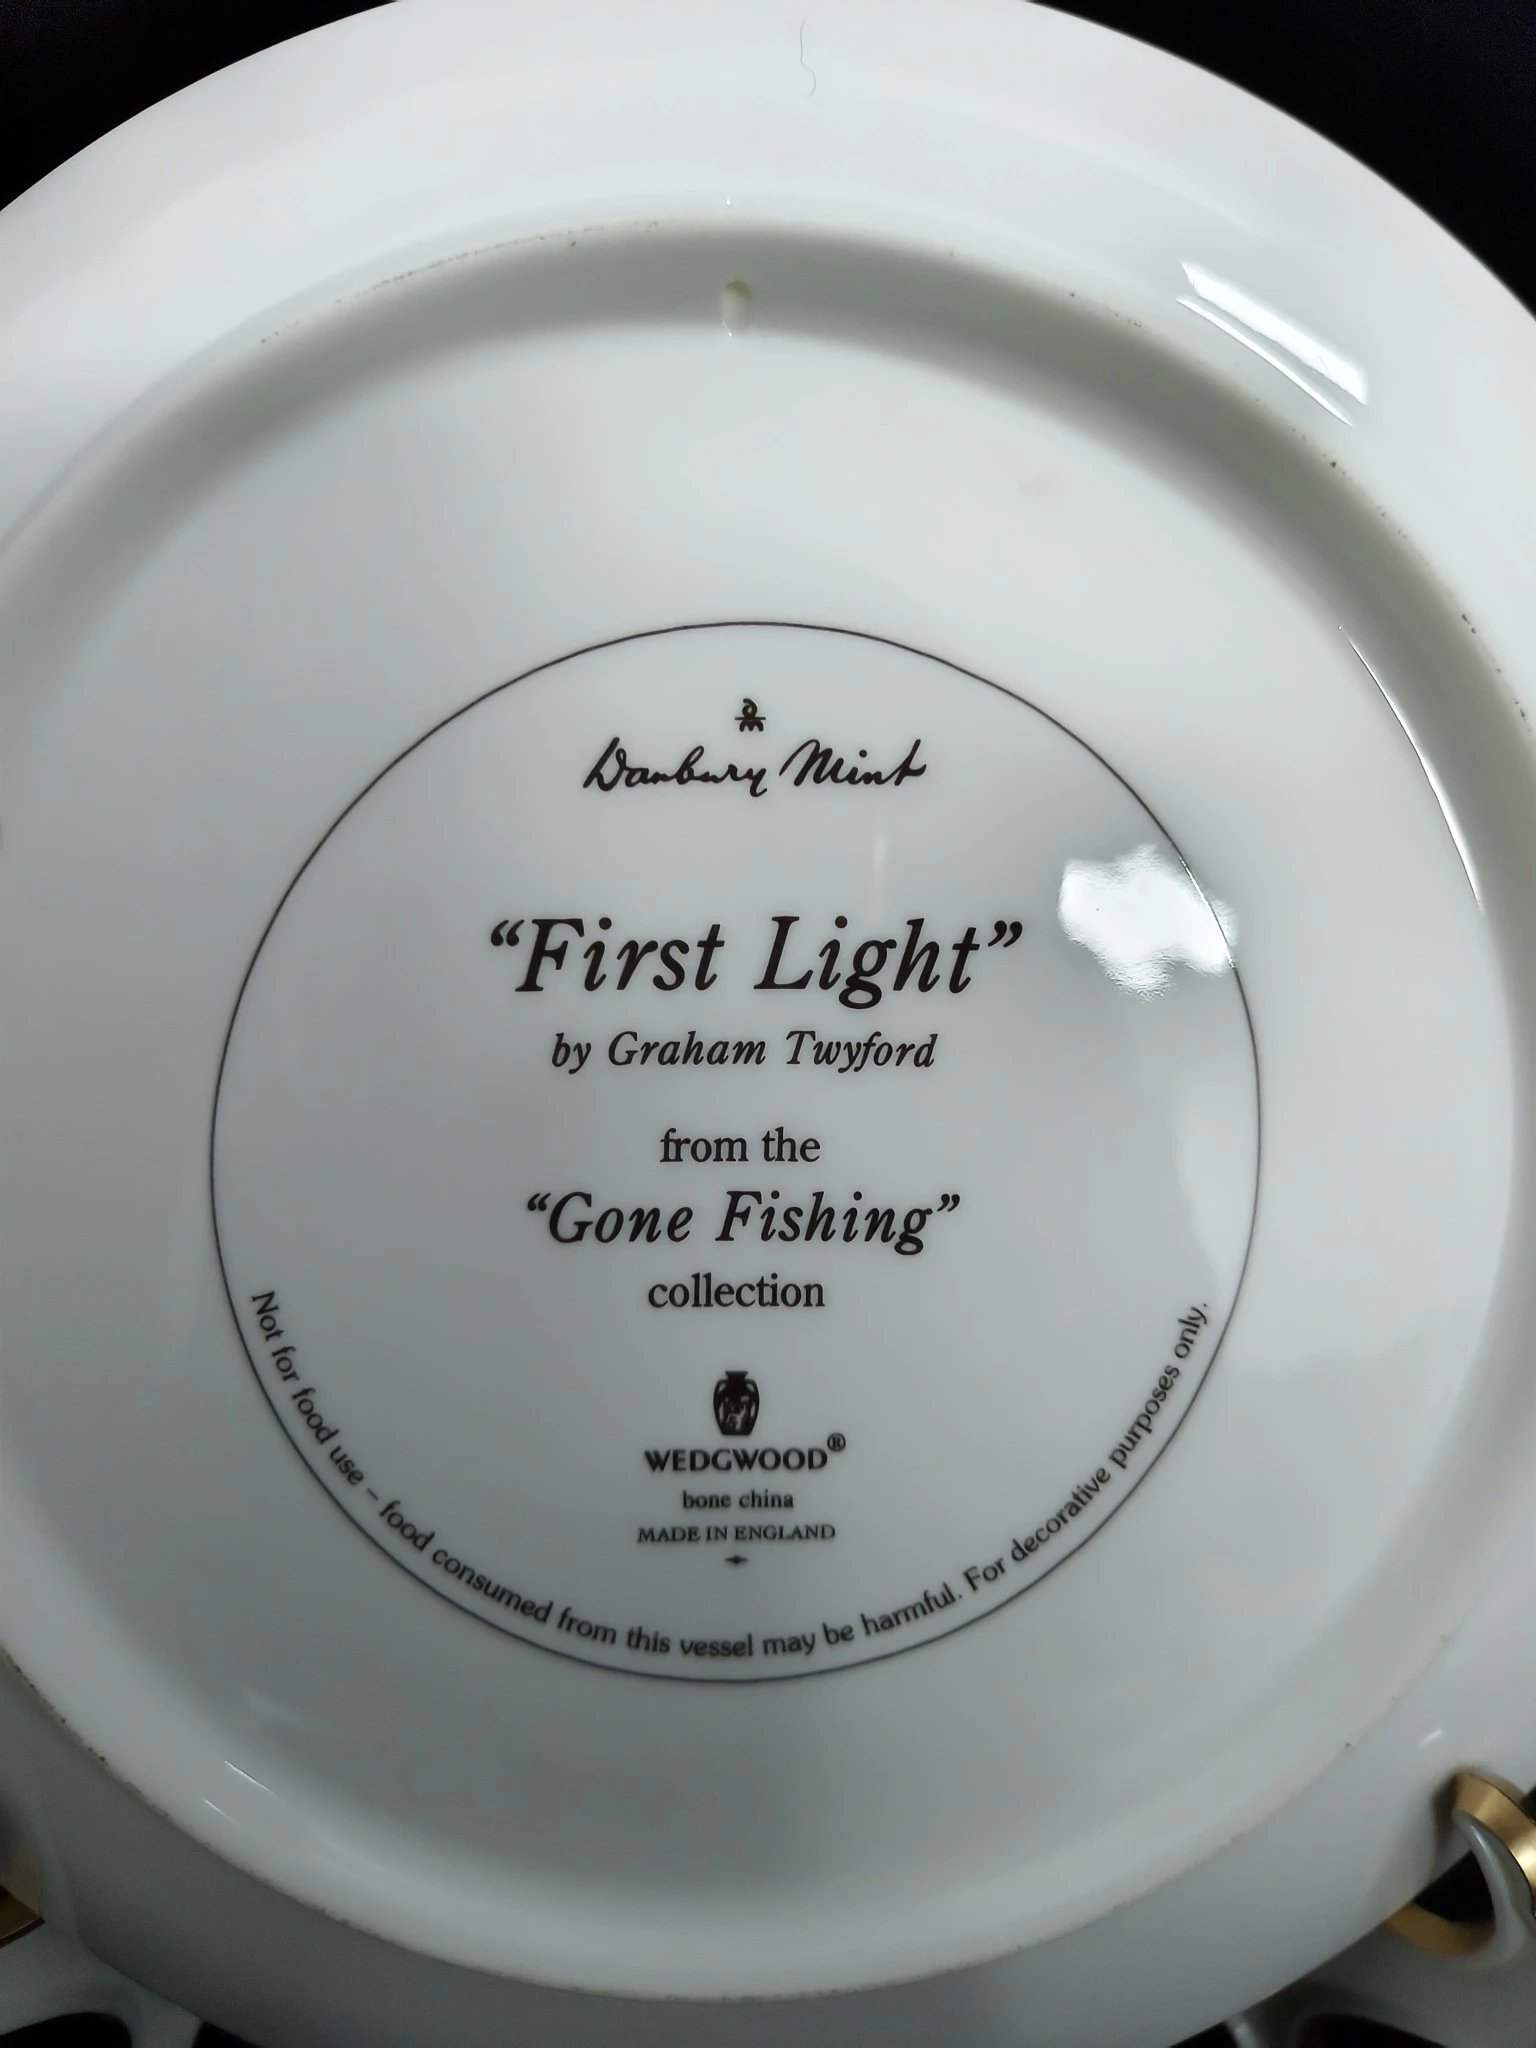 Danbury Mint
“First Light”
by Graham Twyford
from the
“Gone Fishing”
collection
WEDGWOOD®
bone china
MADE IN ENGLAND
Not for food use – food consumed from this vessel may be harmful. For decorative purposes only.